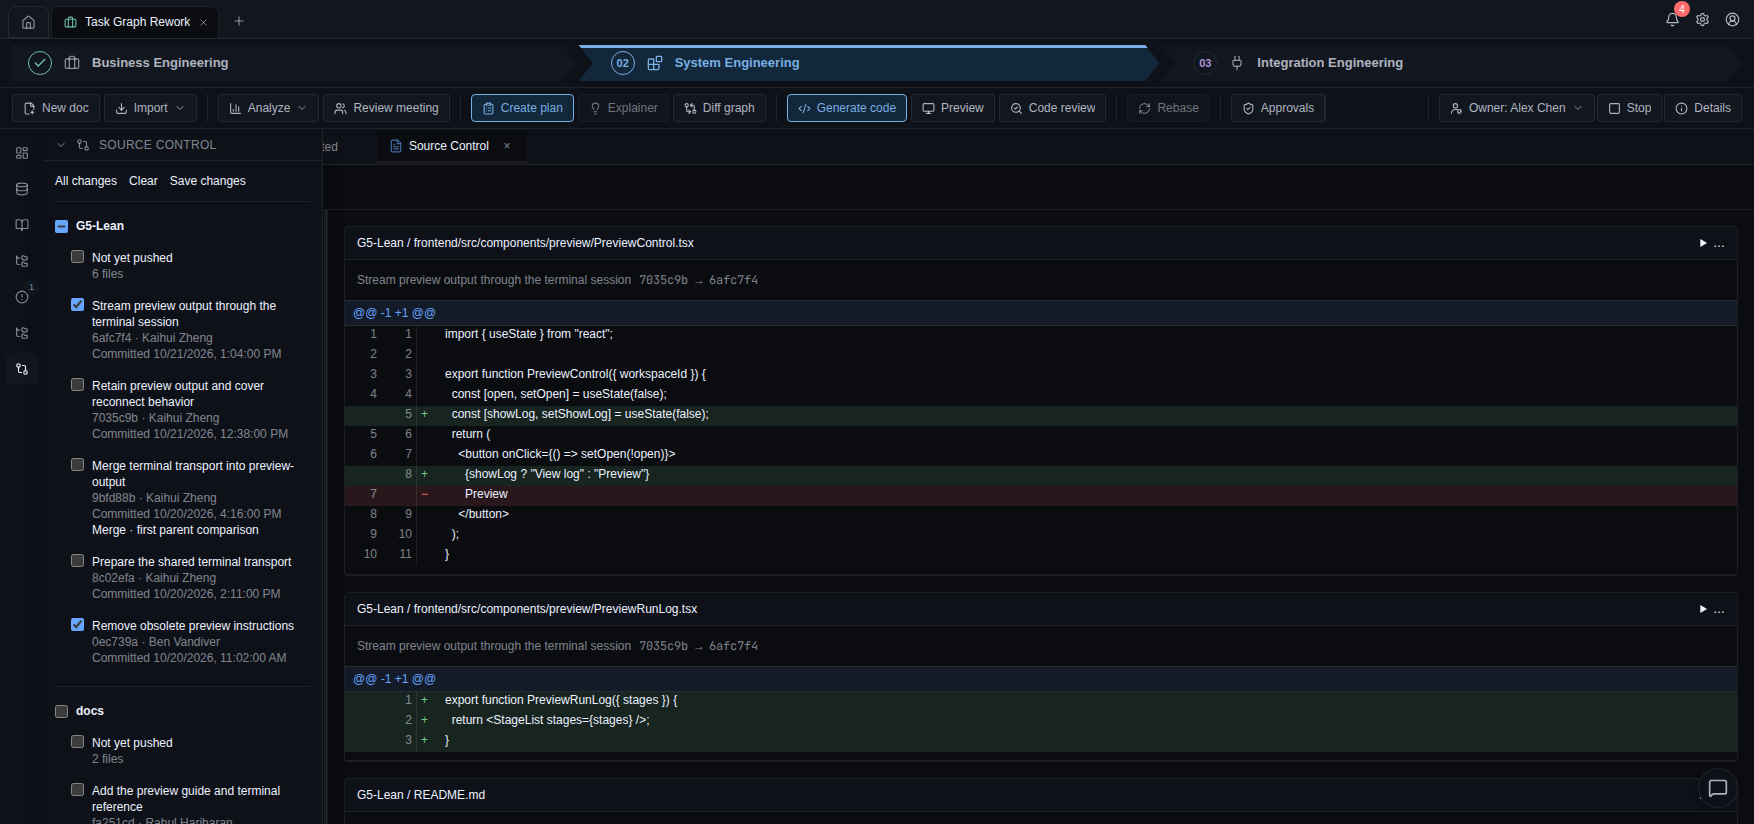 Task Graph Rework
4
Business Engineering
02 System Engineering
03 Integration Engineering
New doc Import Analyze Review meeting Create plan Explainer Diff graph Generate code Preview Code review Rebase Approvals Owner: Alex Chen Stop Details
SOURCE CONTROL
ted Source Control ×
All changes Clear Save changes
1
G5-Lean
Not yet pushed
6 files
Stream preview output through the
terminal session
6afc7f4 · Kaihui Zheng
Committed 10/21/2026, 1:04:00 PM
Retain preview output and cover
reconnect behavior
7035c9b · Kaihui Zheng
Committed 10/21/2026, 12:38:00 PM
Merge terminal transport into preview-
output
9bfd88b · Kaihui Zheng
Committed 10/20/2026, 4:16:00 PM
Merge · first parent comparison
Prepare the shared terminal transport
8c02efa · Kaihui Zheng
Committed 10/20/2026, 2:11:00 PM
Remove obsolete preview instructions
0ec739a · Ben Vandiver
Committed 10/20/2026, 11:02:00 AM
docs
Not yet pushed
2 files
Add the preview guide and terminal
reference
fa251cd · Rahul Hariharan
G5-Lean / frontend/src/components/preview/PreviewControl.tsx ...
Stream preview output through the terminal session 7035c9b → 6afc7f4
@@ -1 +1 @@
1 1 import { useState } from "react";
2 2
3 3 export function PreviewControl({ workspaceId }) {
4 4 const [open, setOpen] = useState(false);
5 + const [showLog, setShowLog] = useState(false);
5 6 return (
6 7 <button onClick={() => setOpen(!open)}>
8 + {showLog ? "View log" : "Preview"}
7 − Preview
8 9 </button>
9 10 );
10 11 }
G5-Lean / frontend/src/components/preview/PreviewRunLog.tsx ...
Stream preview output through the terminal session 7035c9b → 6afc7f4
@@ -1 +1 @@
1 + export function PreviewRunLog({ stages }) {
2 + return <StageList stages={stages} />;
3 + }
G5-Lean / README.md